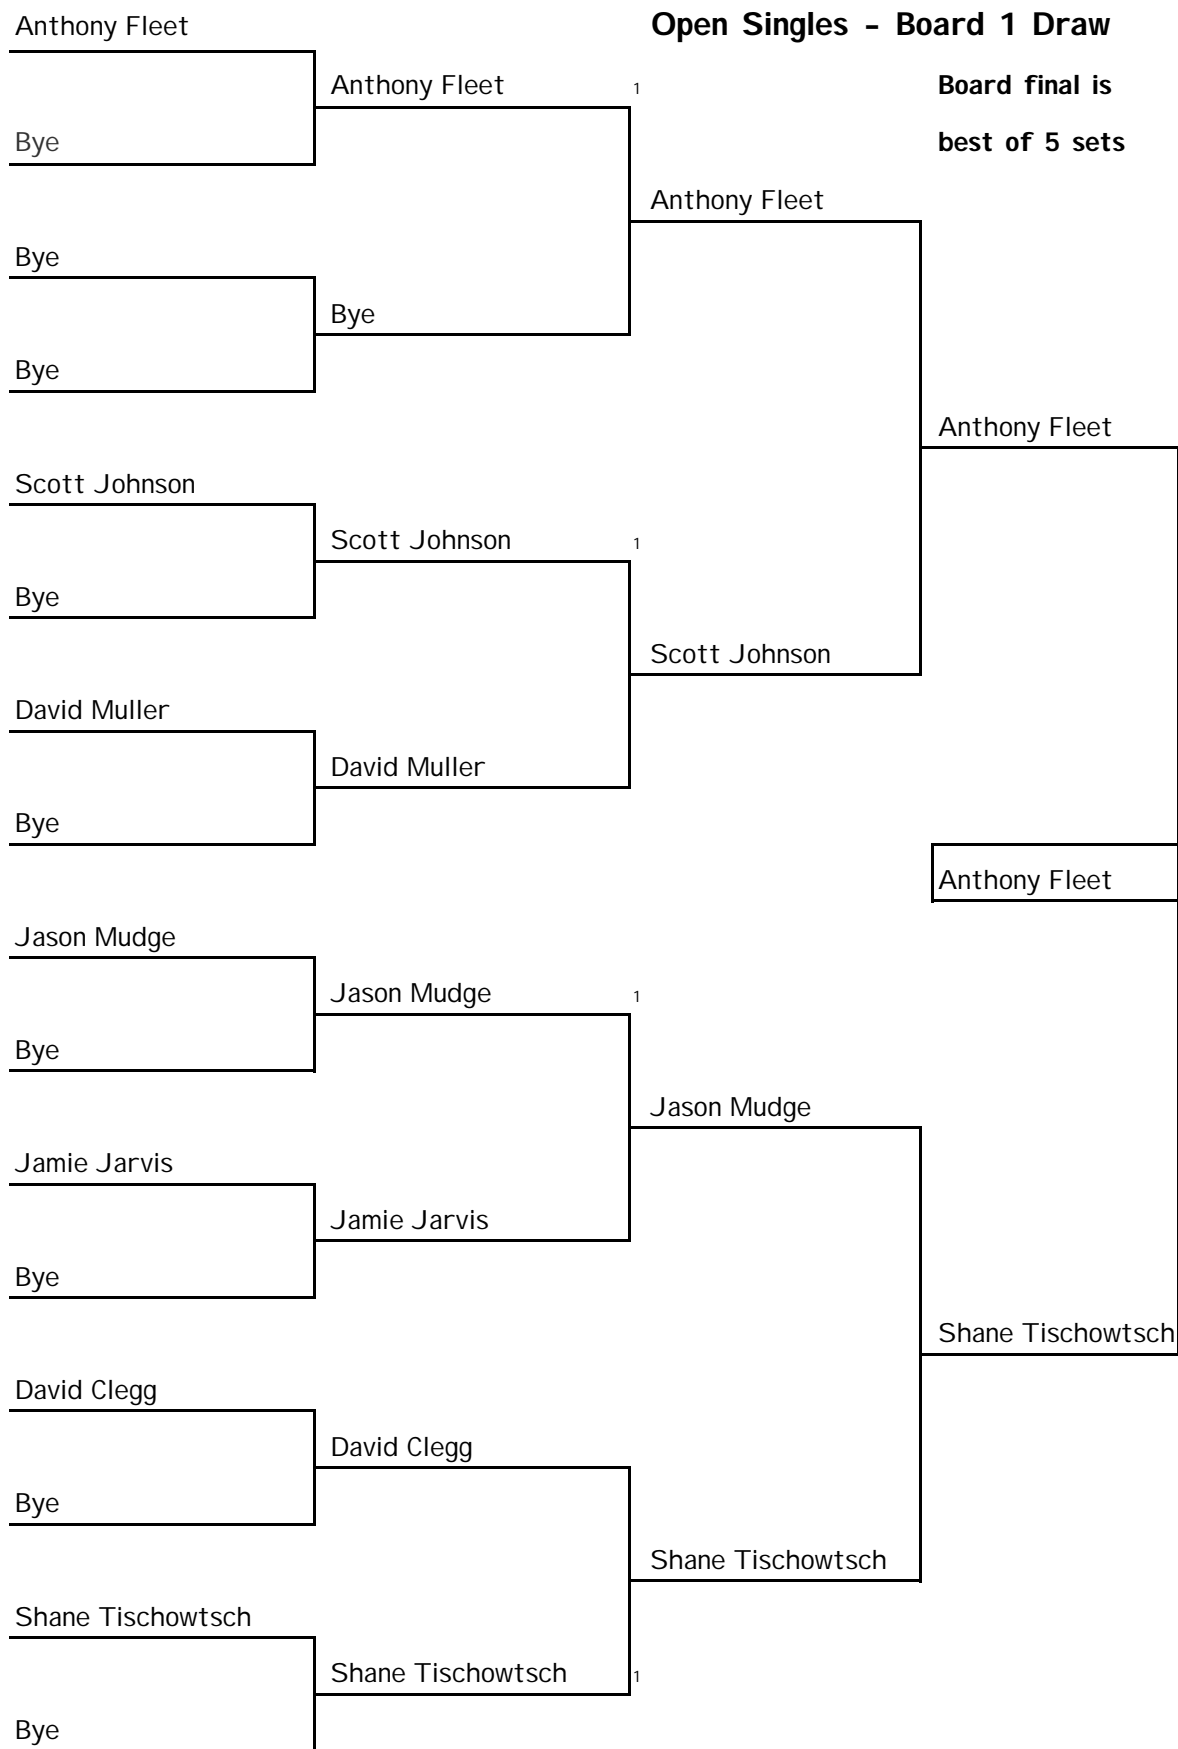 Anthony Fleet
Open Singles - Board 1 Draw
Anthony Fleet
1
Board final is
Bye
best of 5 sets
Anthony Fleet
Bye
Bye
Bye
Anthony Fleet
Scott Johnson
Scott Johnson
1
Bye
Scott Johnson
David Muller
David Muller
Bye
Anthony Fleet
Jason Mudge
Jason Mudge
1
Bye
Jason Mudge
Jamie Jarvis
Jamie Jarvis
Bye
Shane Tischowtsch
David Clegg
David Clegg
Bye
Shane Tischowtsch
Shane Tischowtsch
Shane Tischowtsch
1
Bye